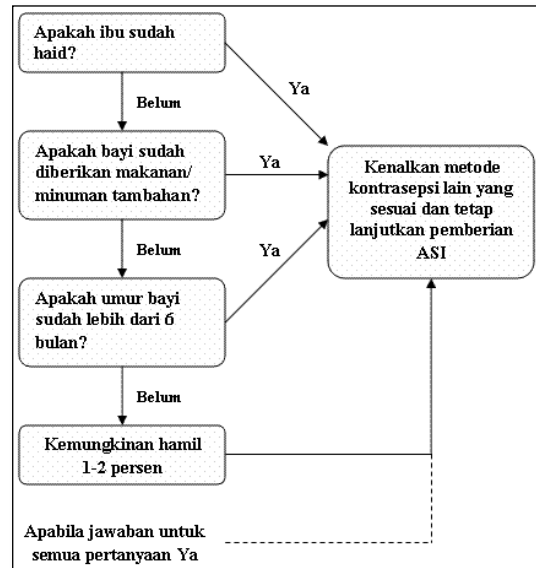 Apakah ibu sudah
haid?
Ya
Belum
Apakah bayi sudah
diberikan makanan/
minuman tambahan?
Ya
Kenalkan metode
kontrasepsi lain yang
sesuai dan tetap
lanjutkan pemberian
ASI
Belum
Ya
Apakah umur bayi
sudah lebih dari 6
bulan?
Belum
Kemungkinan hamil
1-2 persen
Apabila jawaban untuk
semua pertanyaan Ya